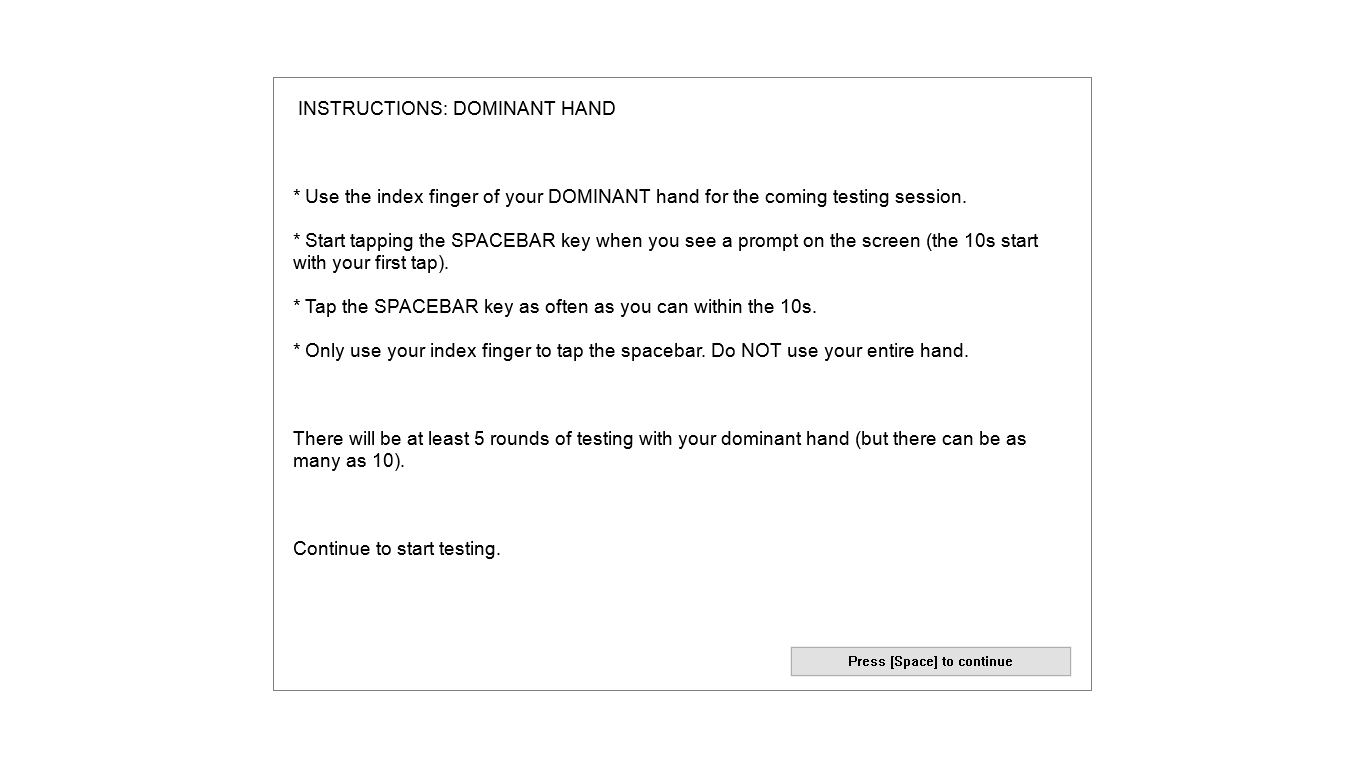 INSTRUCTIONS: DOMINANT HAND
* Use the index finger of your DOMINANT hand for the coming testing session.
* Start tapping the SPACEBAR key when you see a prompt on the screen (the 10s start
with your first tap).
* Tap the SPACEBAR key as often as you can within the 10s.
* Only use your index finger to tap the spacebar. Do NOT use your entire hand.
There will be at least 5 rounds of testing with your dominant hand (but there can be as
many as 10).
Continue to start testing.
Press [Space] to continue